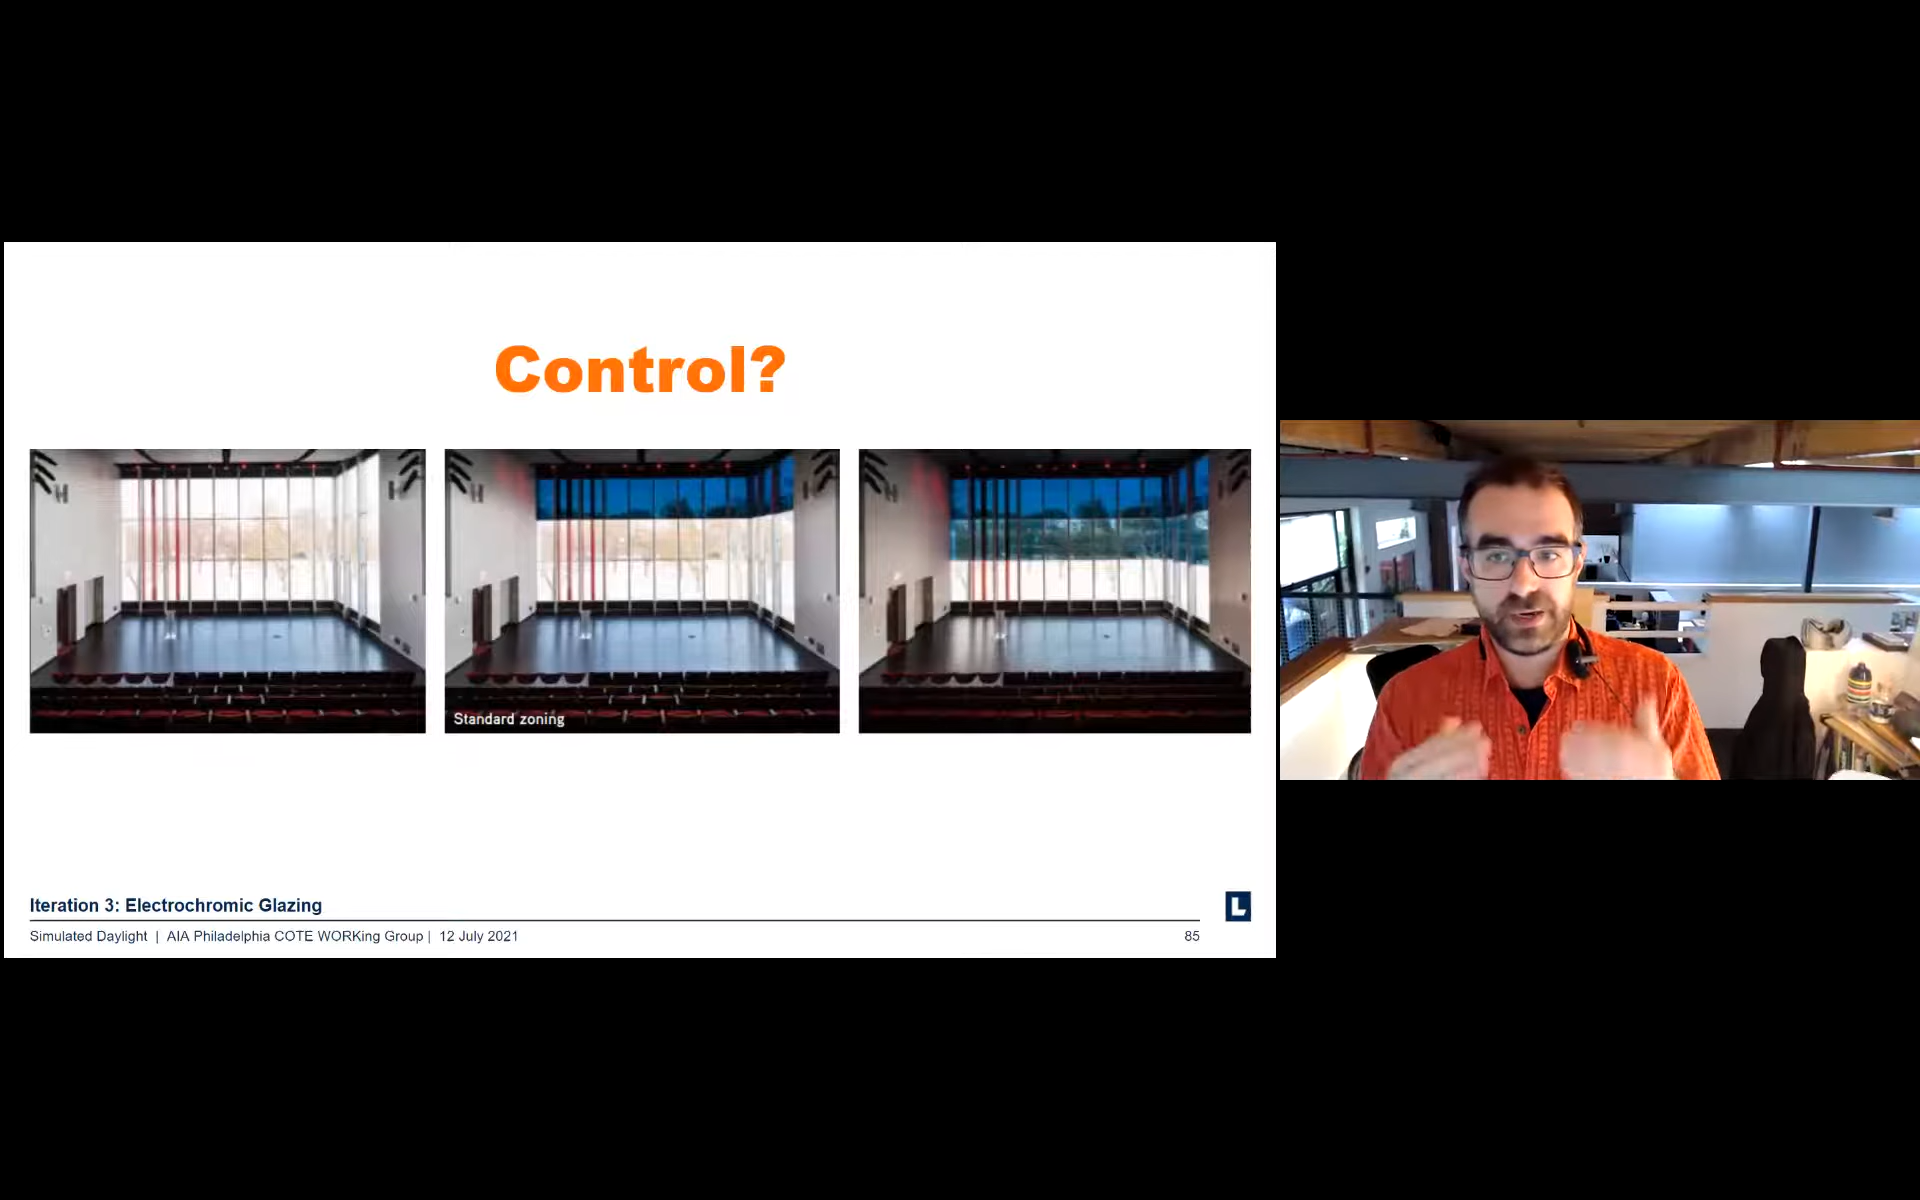 Control?
Standard zoning
Iteration 3: Electrochromic Glazing
L
Simulated Daylight | AIA Philadelphia COTE WORKing Group | 12 July 2021
85